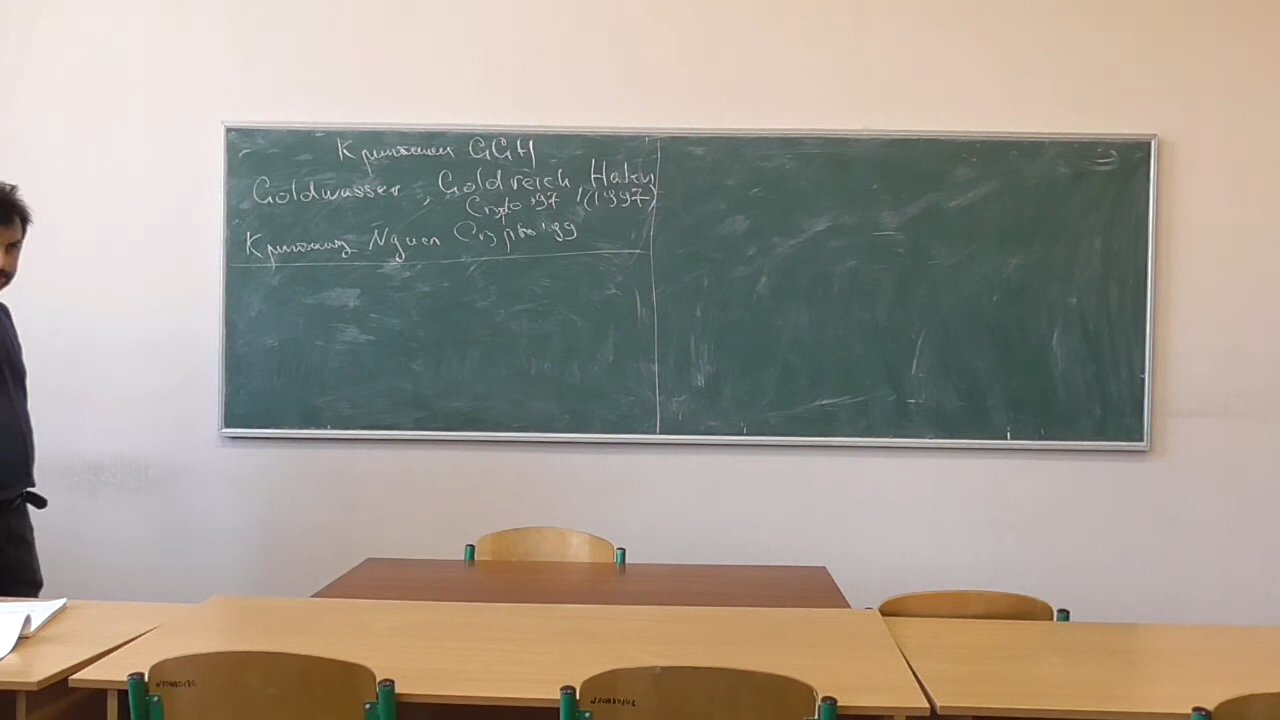 Криптосистема GGH
Goldwasser, Goldreich Halevi
Crypto '97 (1997)
Криптоанализ Nguen Crypto '99